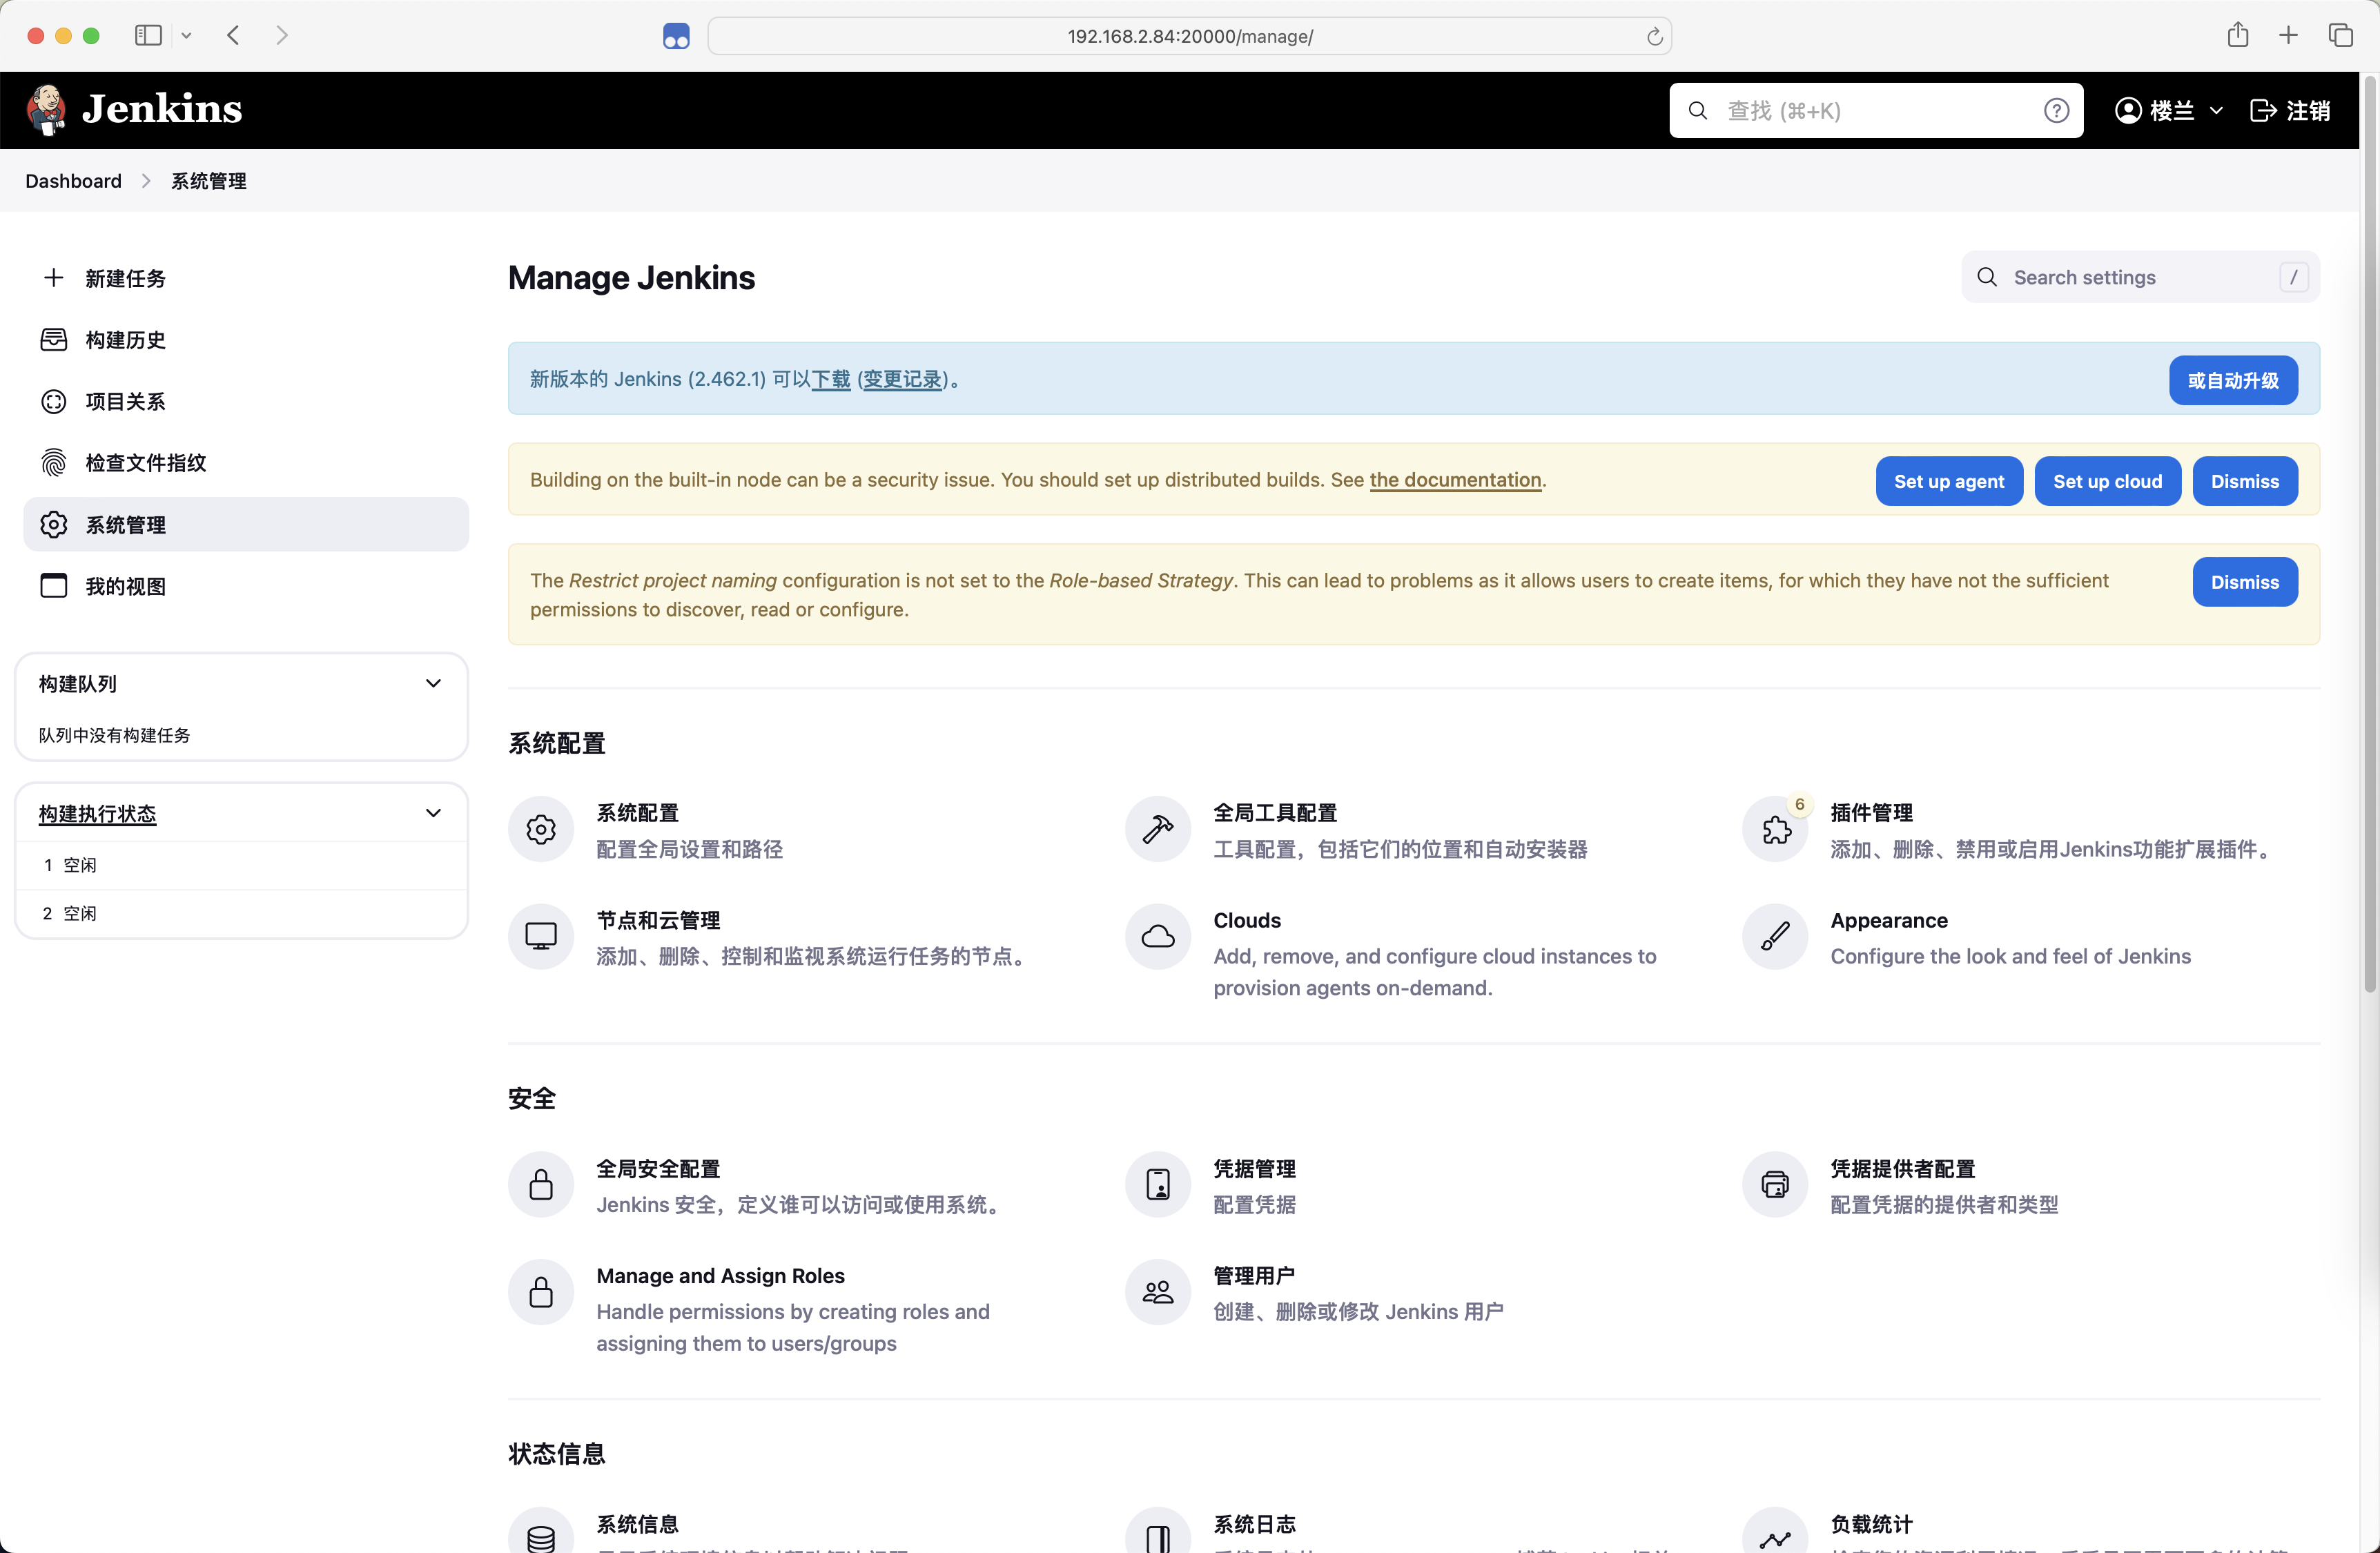 192.168.2.84:20000/manage/
Jenkins
查找 (⌘+K)
楼兰
注销
Dashboard
系统管理
新建任务
构建历史
项目关系
检查文件指纹
系统管理
我的视图
构建队列
队列中没有构建任务
构建执行状态
1 空闲
2 空闲
Manage Jenkins
Search settings
/
新版本的 Jenkins (2.462.1) 可以下载 (变更记录)。
或自动升级
Building on the built-in node can be a security issue. You should set up distributed builds. See the documentation.
Set up agent
Set up cloud
Dismiss
The Restrict project naming configuration is not set to the Role-based Strategy. This can lead to problems as it allows users to create items, for which they have not the sufficient
permissions to discover, read or configure.
Dismiss
系统配置
系统配置
配置全局设置和路径
全局工具配置
工具配置，包括它们的位置和自动安装器
6
插件管理
添加、删除、禁用或启用Jenkins功能扩展插件。
节点和云管理
添加、删除、控制和监视系统运行任务的节点。
Clouds
Add, remove, and configure cloud instances to
provision agents on-demand.
Appearance
Configure the look and feel of Jenkins
安全
全局安全配置
Jenkins 安全，定义谁可以访问或使用系统。
凭据管理
配置凭据
凭据提供者配置
配置凭据的提供者和类型
Manage and Assign Roles
Handle permissions by creating roles and
assigning them to users/groups
管理用户
创建、删除或修改 Jenkins 用户
状态信息
系统信息
系统日志
负载统计